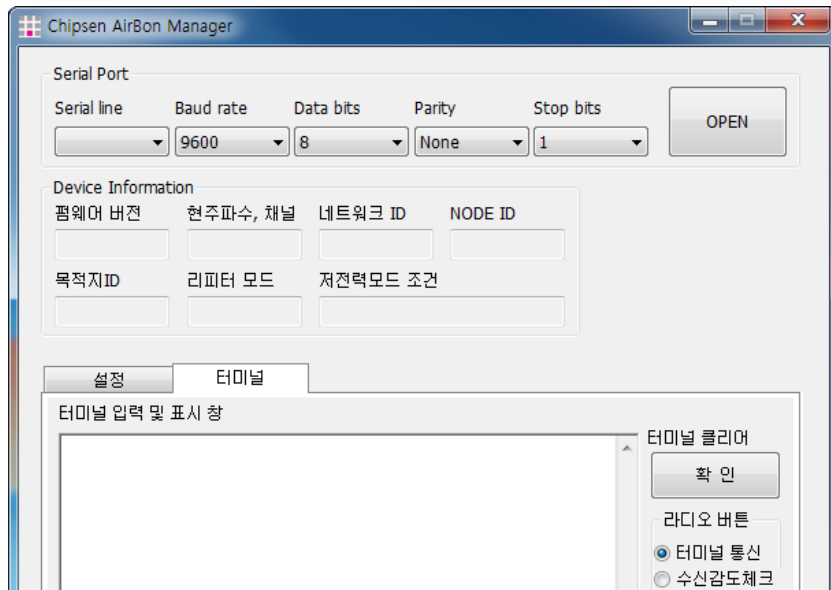 Chipsen AirBon Manager
Serial Port
Serial line Baud rate Data bits Parity Stop bits
OPEN
9600 8 None 1
Device Information
펌웨어 버전 현주파수, 채널 네트워크 ID NODE ID
목적지ID 리피터 모드 저전력모드 조건
설정 터미널
터미널 입력 및 표시 창
터미널 클리어
확 인
라디오 버튼
터미널 통신
수신감도체크